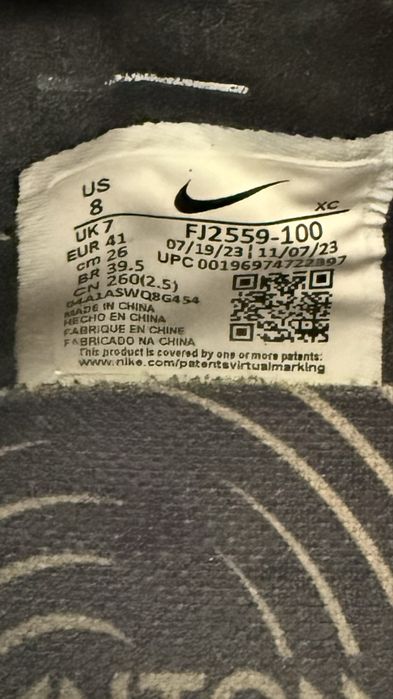 US
8
UK 7
EUR 41
cm 26
BR 39.5
CN 260(2.5)
XC
FJ2559-100
07/19/23 | 11/07/23
UPC 00196974722397
04A1ASWQ8G454
MADE IN CHINA
HECHO EN CHINA
FABRIQUE EN CHINE
FABRICADO NA CHINA
This product is covered by one or more patents:
www.nike.com/patentsvirtualmarking